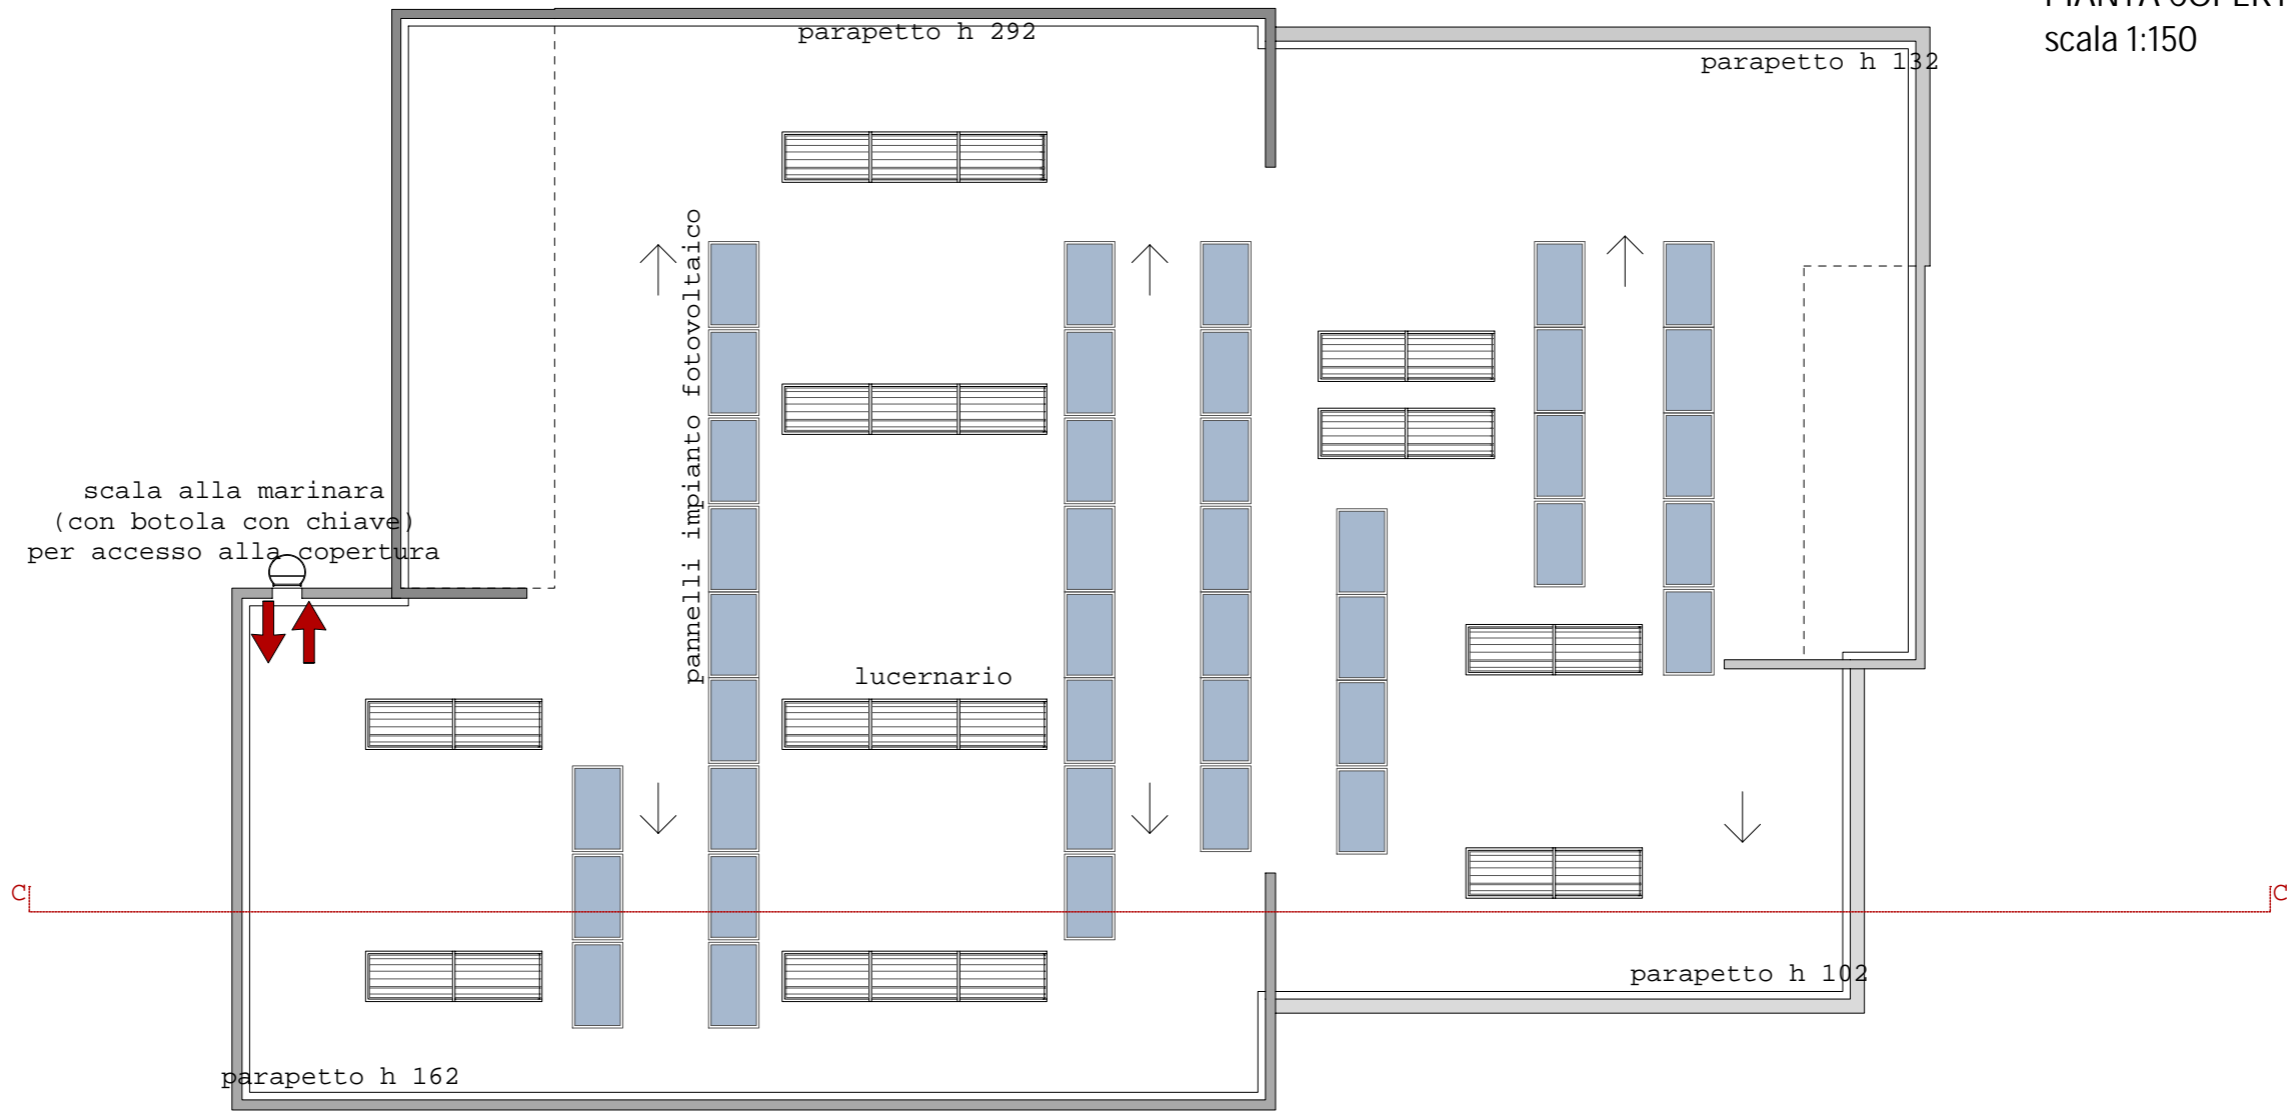 scala 1:150
parapetto h 292
parapetto h 132
pannelli impianto fotovoltaico
scala alla marinara
(con botola con chiave)
per accesso alla copertura
lucernario
C
C
parapetto h 102
parapetto h 162